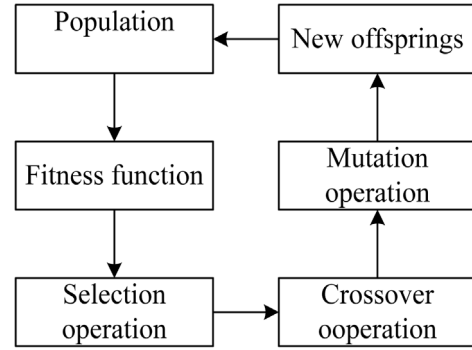 Population
New offsprings
Fitness function
Mutation
operation
Selection
operation
Crossover
ooperation